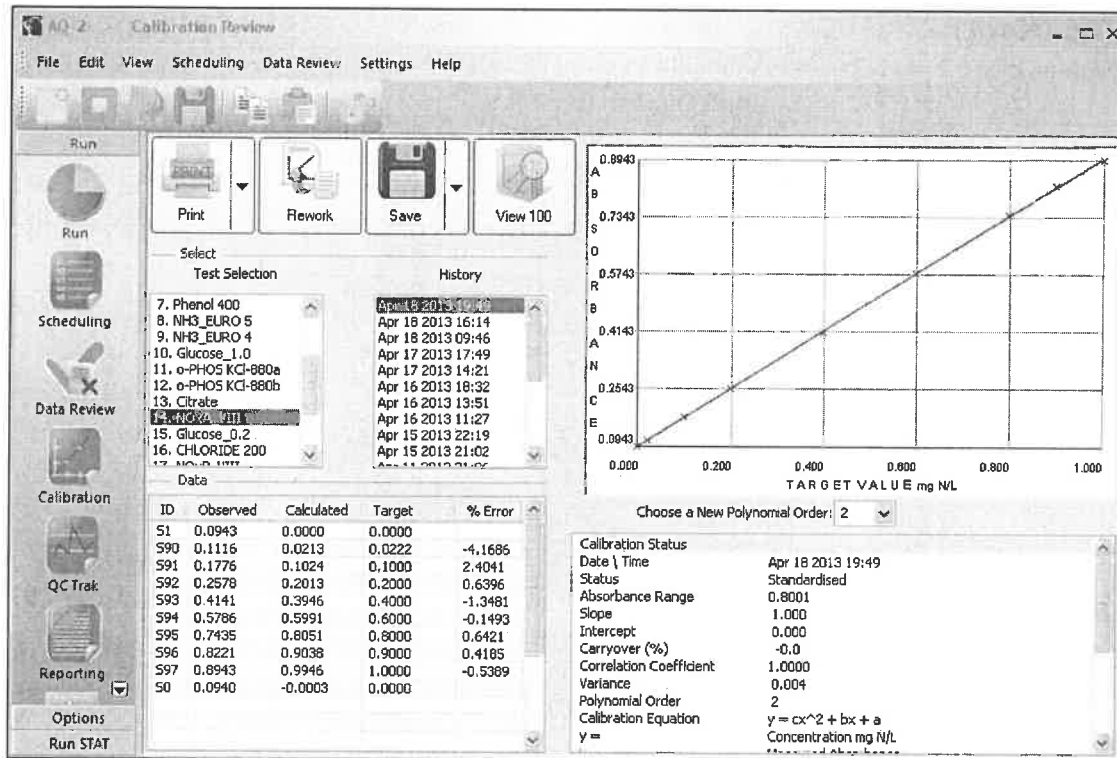 AQ-2 - Calibration Review
File Edit View Scheduling Data Review Settings Help
Run
Run
Scheduling
Data Review
Calibration
QC Trak
Reporting
Options
Run STAT
PRINT
Print
Rework
Save
View 100
Select
Test Selection
7. Phenol 400
8. NH3_EURO 5
9. NH3_EURO 4
10. Glucose_1.0
11. o-PHOS KCl-880a
12. o-PHOS KCl-880b
13. Citrate
14. NOXA VIII
15. Glucose_0.2
16. CHLORIDE 200
History
Apr 18 2013 19:49
Apr 18 2013 16:14
Apr 18 2013 09:46
Apr 17 2013 17:49
Apr 17 2013 14:21
Apr 16 2013 18:32
Apr 16 2013 13:51
Apr 16 2013 11:27
Apr 15 2013 22:19
Apr 15 2013 21:02
Data
ID Observed Calculated Target % Error
S1 0.0943 0.0000 0.0000
S90 0.1116 0.0213 0.0222 -4.1686
S91 0.1776 0.1024 0.1000 2.4041
S92 0.2578 0.2013 0.2000 0.6396
S93 0.4141 0.3946 0.4000 -1.3481
S94 0.5786 0.5991 0.6000 -0.1493
S95 0.7435 0.8051 0.8000 0.6421
S96 0.8221 0.9038 0.9000 0.4185
S97 0.8943 0.9946 1.0000 -0.5389
S0 0.0940 -0.0003 0.0000
ABSORBANCE
0.8943
0.7343
0.5743
0.4143
0.2543
0.0943
0.000 0.200 0.400 0.600 0.800 1.000
TARGET VALUE mg N/L
Choose a New Polynomial Order: 2
Calibration Status
Date \ Time Apr 18 2013 19:49
Status Standardised
Absorbance Range 0.8001
Slope 1.000
Intercept 0.000
Carryover (%) -0.0
Correlation Coefficient 1.0000
Variance 0.004
Polynomial Order 2
Calibration Equation y = cx^2 + bx + a
y = Concentration mg N/L
Measured Absorbance